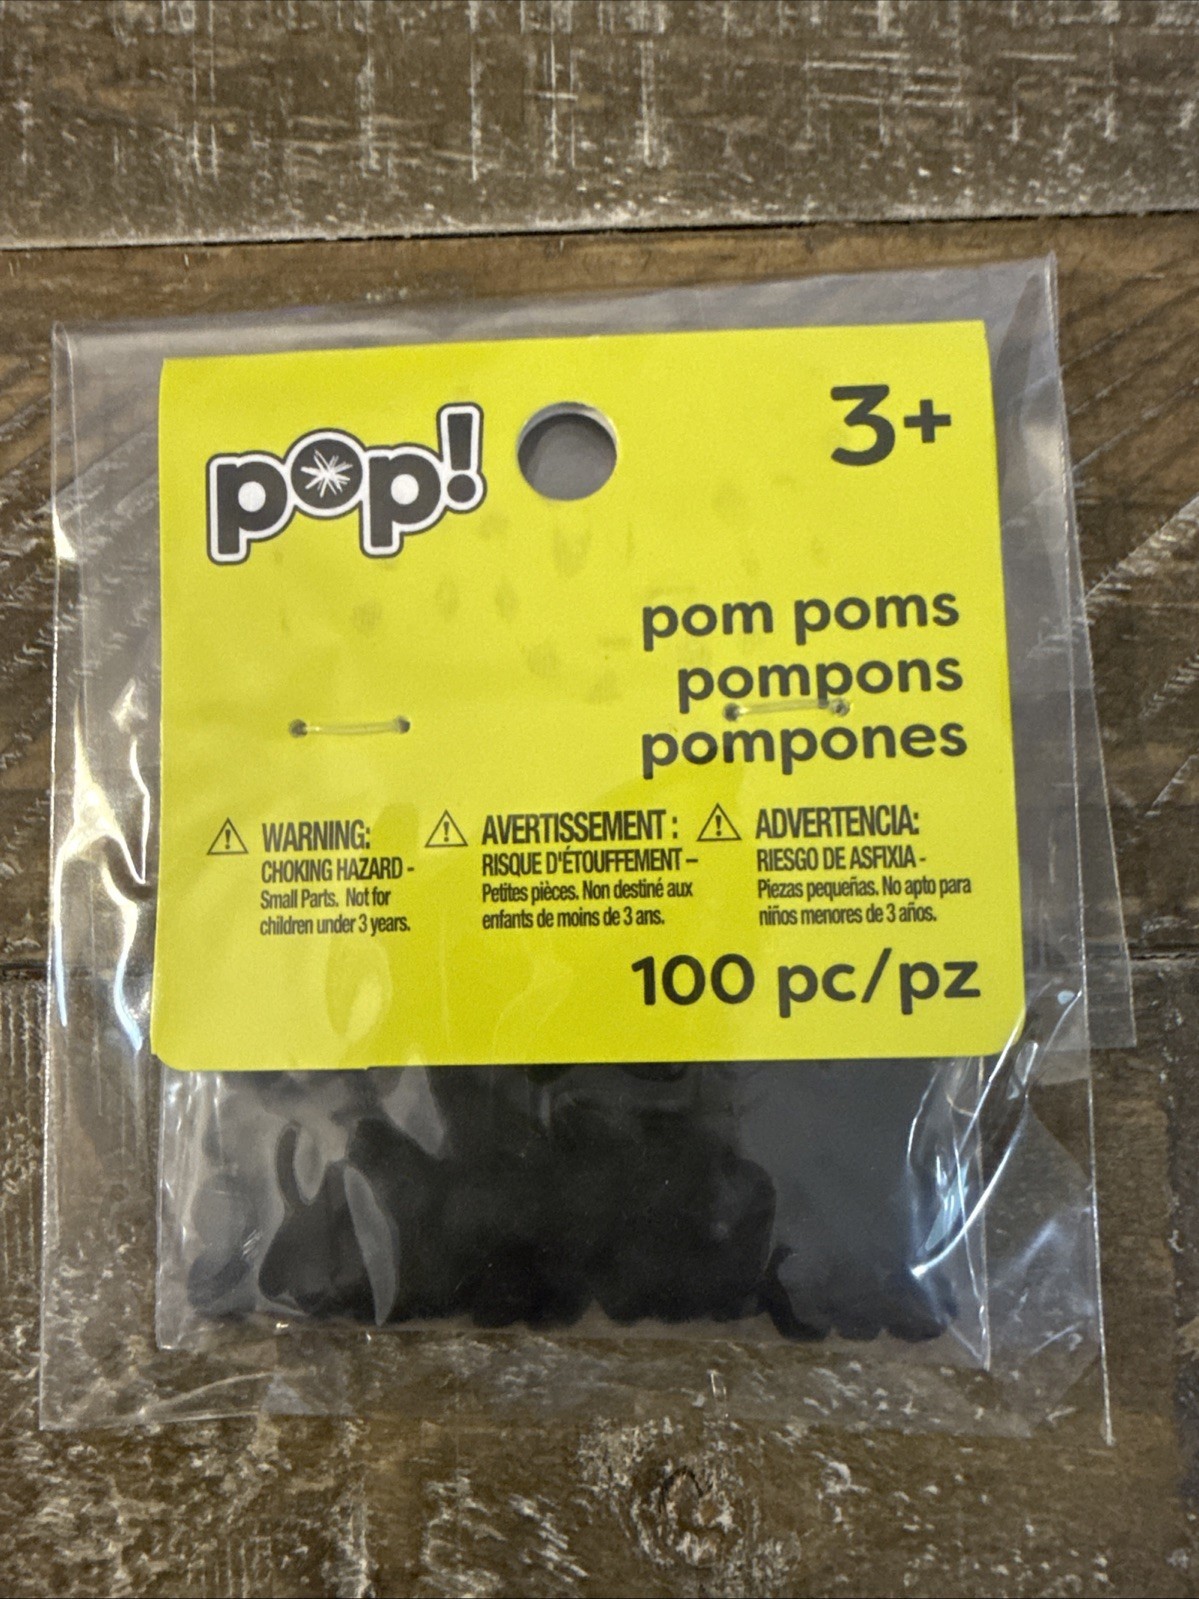 pop!
3+
pom poms
pompons
pompones
WARNING:
CHOKING HAZARD -
Small Parts. Not for
children under 3 years.
AVERTISSEMENT :
RISQUE D'ÉTOUFFEMENT –
Petites pièces. Non destiné aux
enfants de moins de 3 ans.
ADVERTENCIA:
RIESGO DE ASFIXIA -
Piezas pequeñas. No apto para
niños menores de 3 años.
100 pc/pz